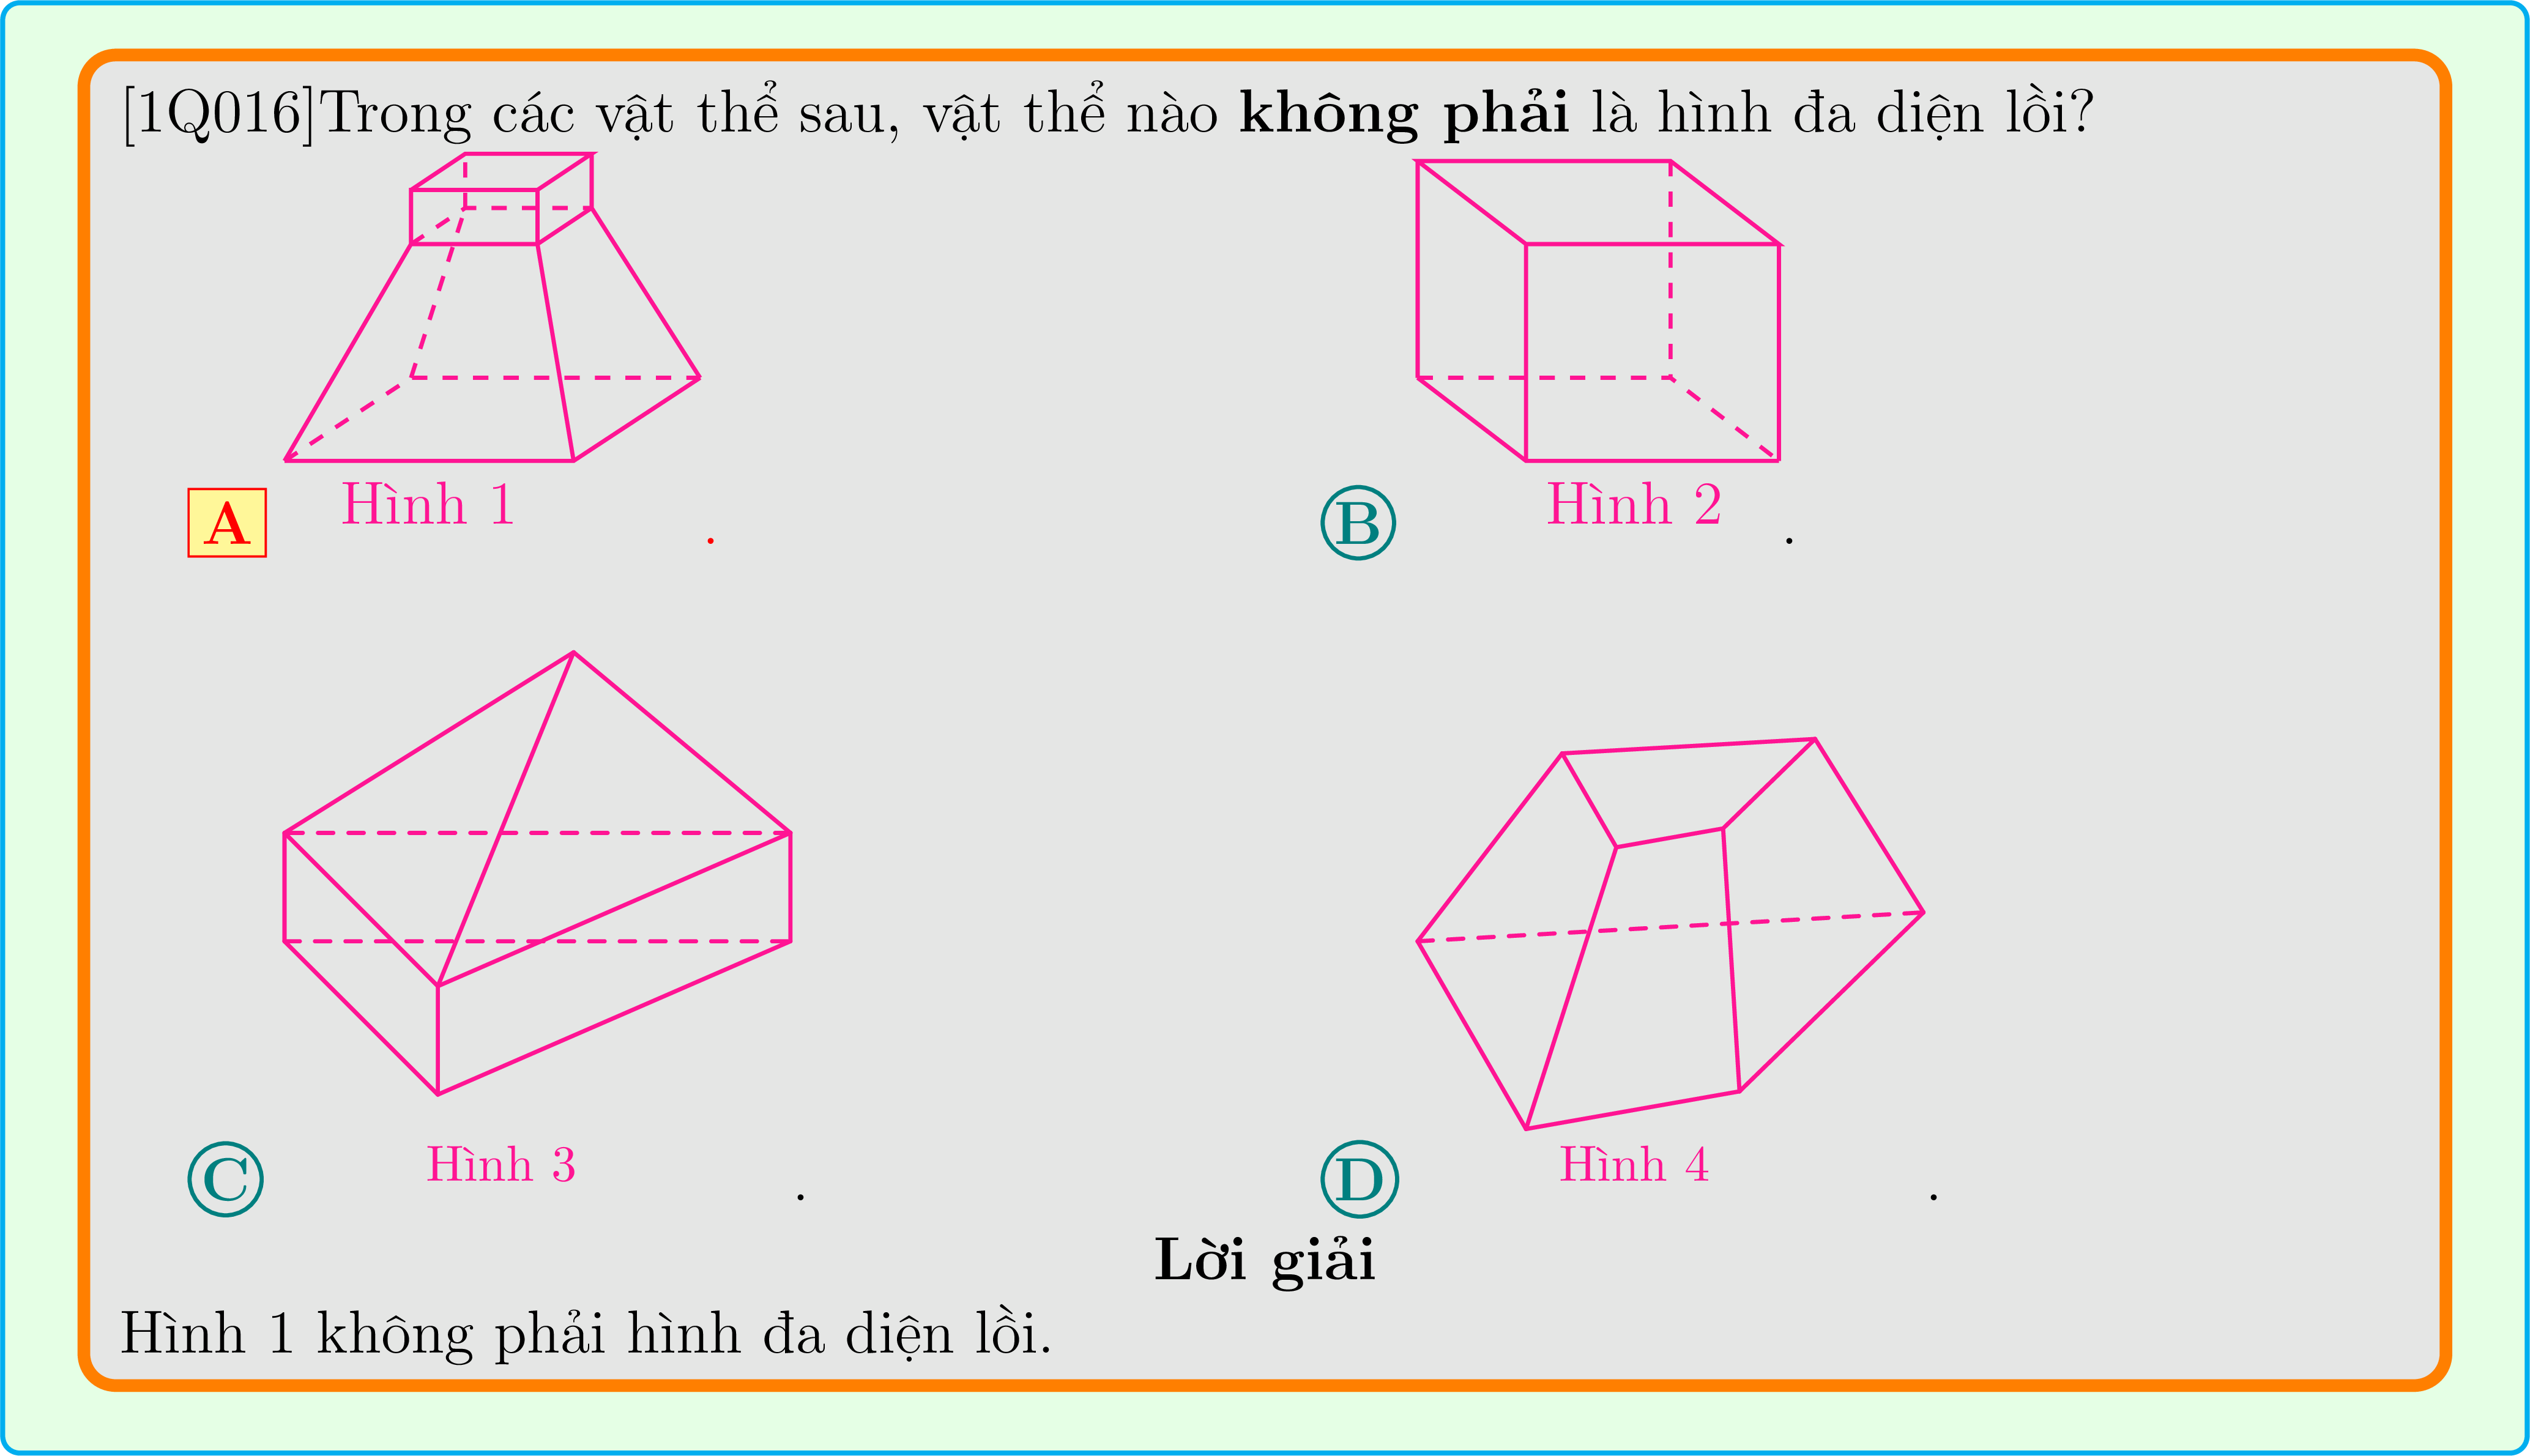 [1Q016]Trong các vật thể sau, vật thể nào không phải là hình đa diện lồi?
A Hình 1 .
B Hình 2 .
C Hình 3 .
D Hình 4 .
Lời giải
Hình 1 không phải hình đa diện lồi.